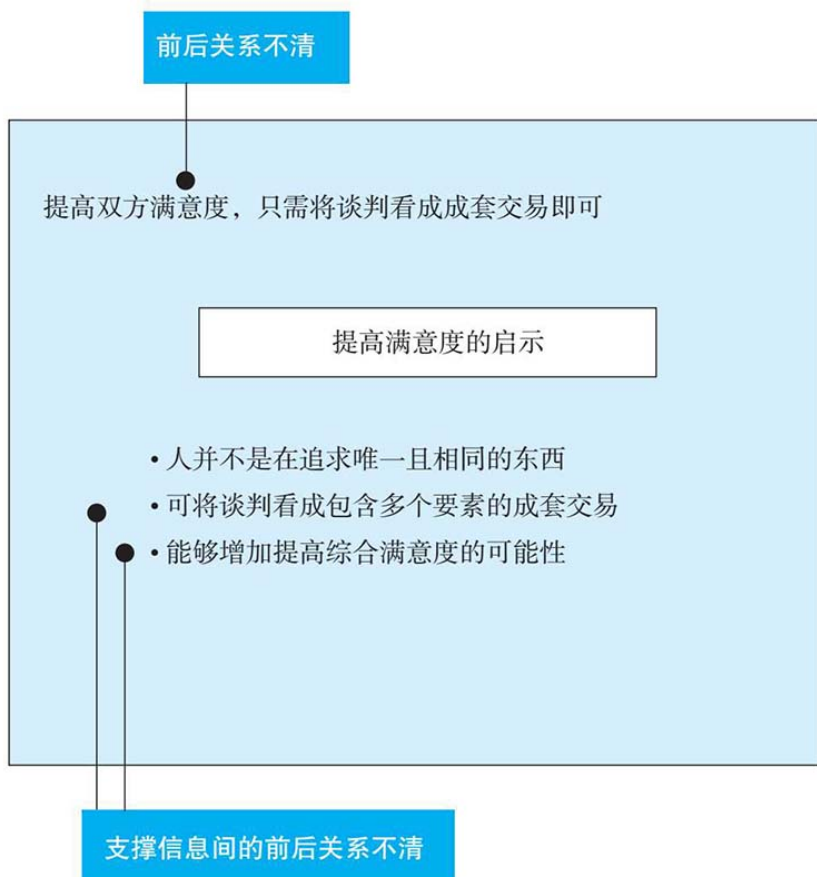 前后关系不清
提高双方满意度，只需将谈判看成成套交易即可
提高满意度的启示
•人并不是在追求唯一且相同的东西
•可将谈判看成包含多个要素的成套交易
•能够增加提高综合满意度的可能性
支撑信息间的前后关系不清